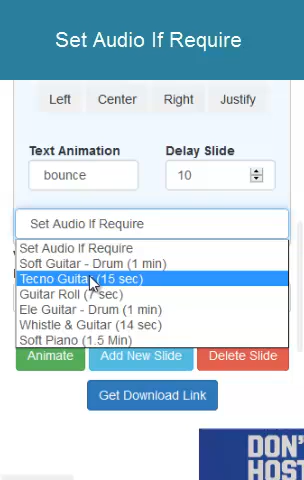 Set Audio If Require
Left Center Right Justify
Text Animation Delay Slide
bounce 10
Set Audio If Require
Set Audio If Require
Soft Guitar - Drum (1 min)
Tecno Guitar (15 sec)
Guitar Roll (7 sec)
Ele Guitar - Drum (1 min)
Whistle & Guitar (14 sec)
Soft Piano (1.5 Min)
Animate Add New Slide Delete Slide
Get Download Link
DON'
HOST